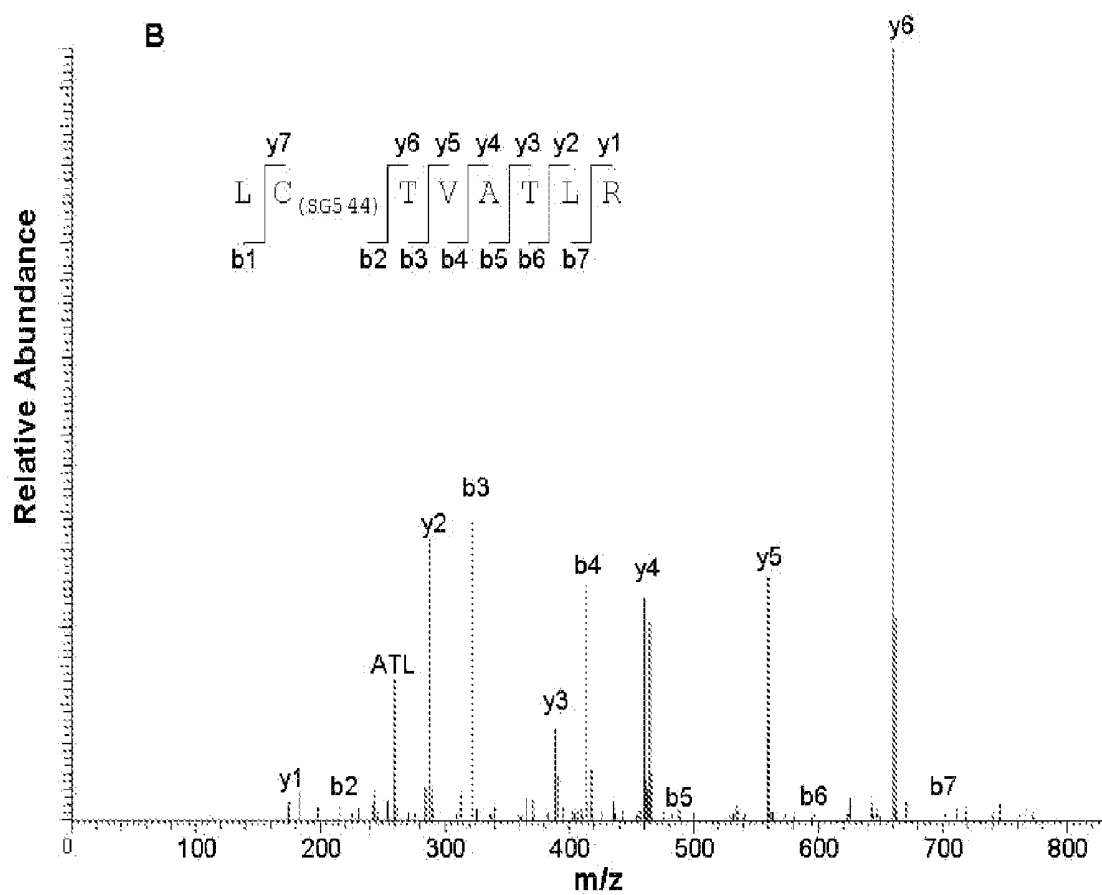 B
y6
y7 y6 y5 y4 y3 y2 y1
L C (SG544) T V A T L R
b1 b2 b3 b4 b5 b6 b7
Relative Abundance
b3
y2
b4
y4
y5
ATL
y3
y1
b2
b5
b6
b7
0 100 200 300 400 500 600 700 800
m/z